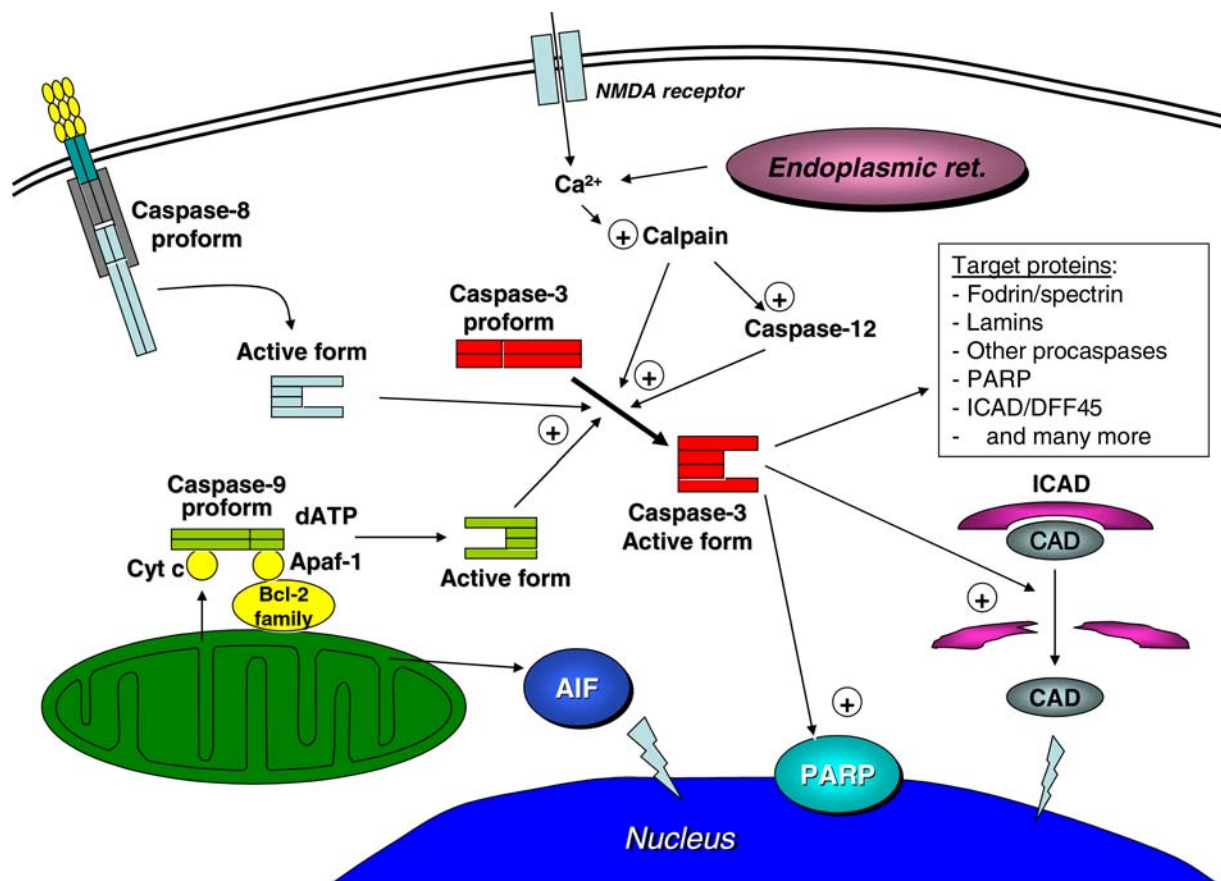 NMDA receptor
Endoplasmic ret.
Ca²⁺
Caspase-8
proform
+ Calpain
Target proteins:
- Fodrin/spectrin
- Lamins
- Other procaspases
- PARP
- ICAD/DFF45
-   and many more
Caspase-3
proform
+
Caspase-12
Active form
+
+
ICAD
CAD
Caspase-9
proform
dATP
Caspase-3
Active form
Cyt c
Apaf-1
Active form
Bcl-2
family
+
AIF
CAD
+
PARP
Nucleus